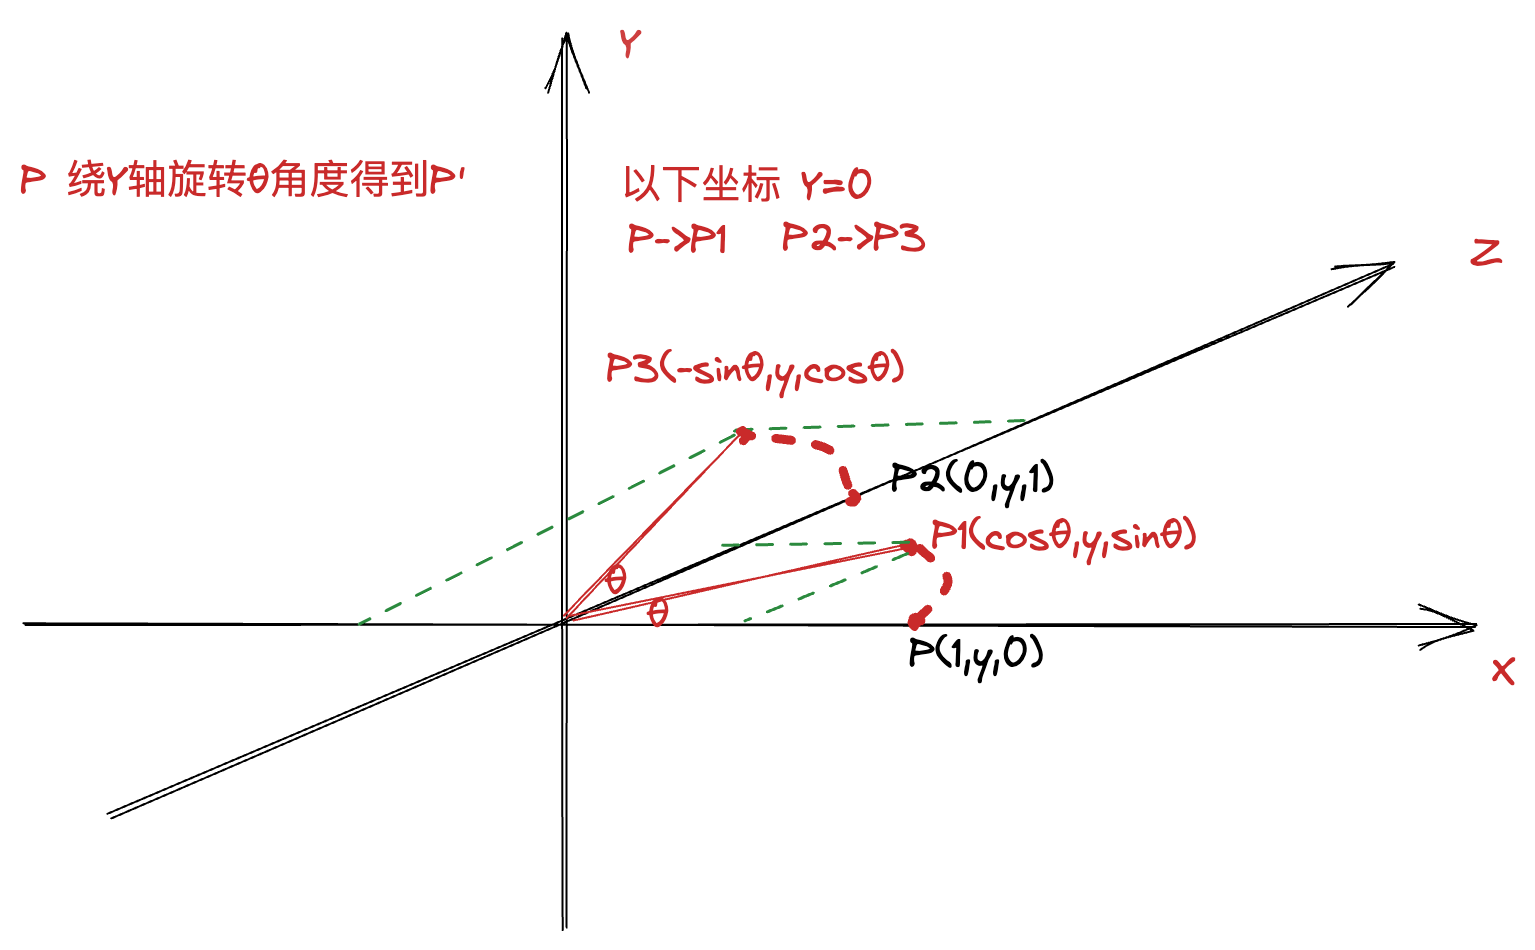 Y
P 绕Y轴旋转θ角度得到P'
以下坐标 Y=0
P->P1 P2->P3
Z
P3(-sinθ,y,cosθ)
P2(0,y,1)
P1(cosθ,y,sinθ)
θ
θ
P(1,y,0)
X